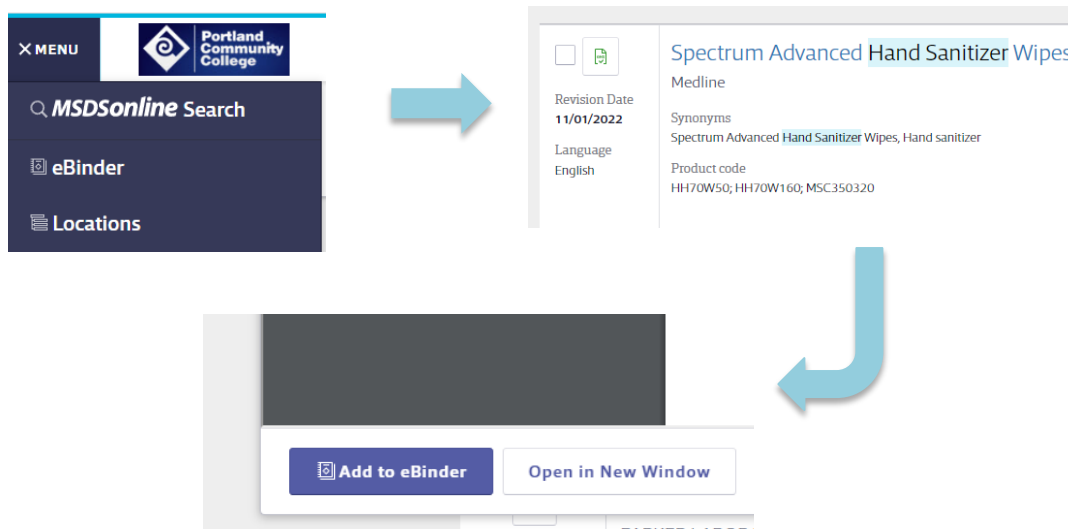 MENU
Portland
Community
College
MSDSonline Search
eBinder
Locations
Spectrum Advanced Hand Sanitizer Wipes
Medline
Revision Date
11/01/2022
Language
English
Synonyms
Spectrum Advanced Hand Sanitizer Wipes, Hand sanitizer
Product code
HH70W50; HH70W160; MSC350320
Add to eBinder
Open in New Window